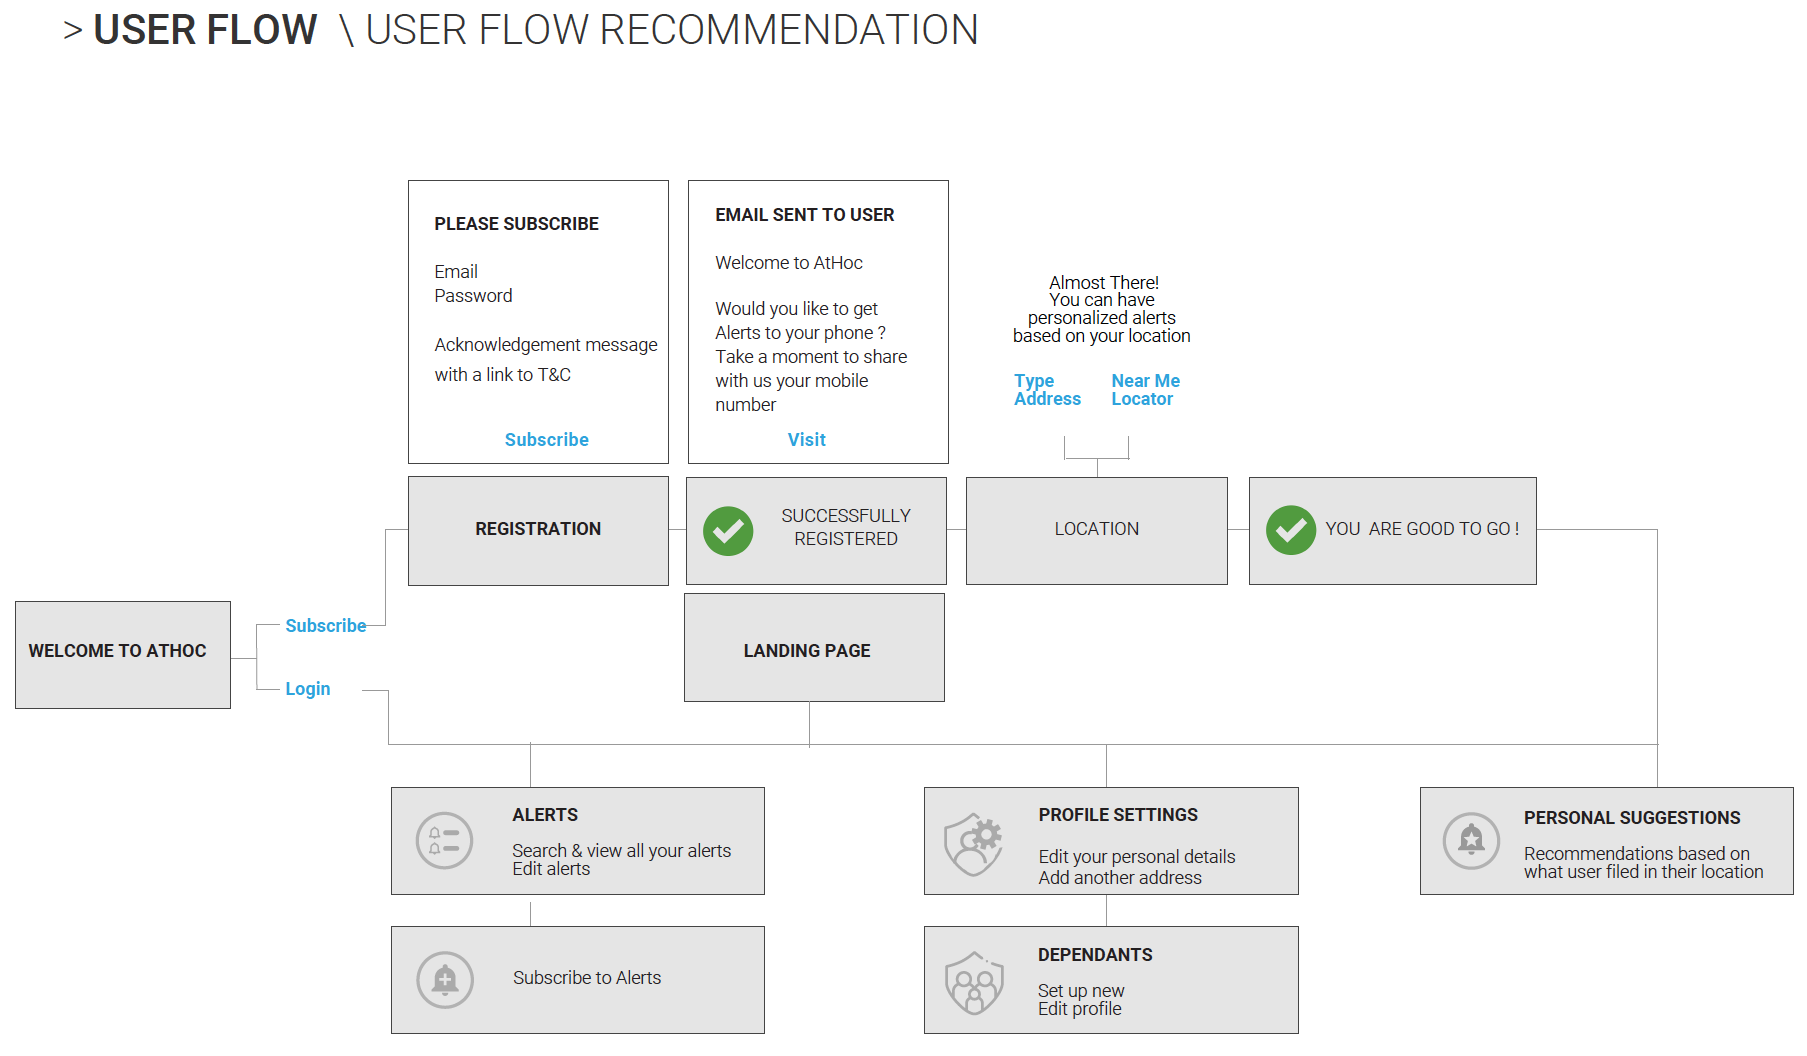 > USER FLOW \ USER FLOW RECOMMENDATION
PLEASE SUBSCRIBE
Email
Password
Acknowledgement message
with a link to T&C
Subscribe
EMAIL SENT TO USER
Welcome to AtHoc
Would you like to get
Alerts to your phone ?
Take a moment to share
with us your mobile
number
Visit
Almost There!
You can have
personalized alerts
based on your location
Type
Address
Near Me
Locator
REGISTRATION
SUCCESSFULLY
REGISTERED
LOCATION
YOU ARE GOOD TO GO !
WELCOME TO ATHOC
Subscribe
Login
LANDING PAGE
ALERTS
Search & view all your alerts
Edit alerts
PROFILE SETTINGS
Edit your personal details
Add another address
PERSONAL SUGGESTIONS
Recommendations based on
what user filed in their location
Subscribe to Alerts
DEPENDANTS
Set up new
Edit profile